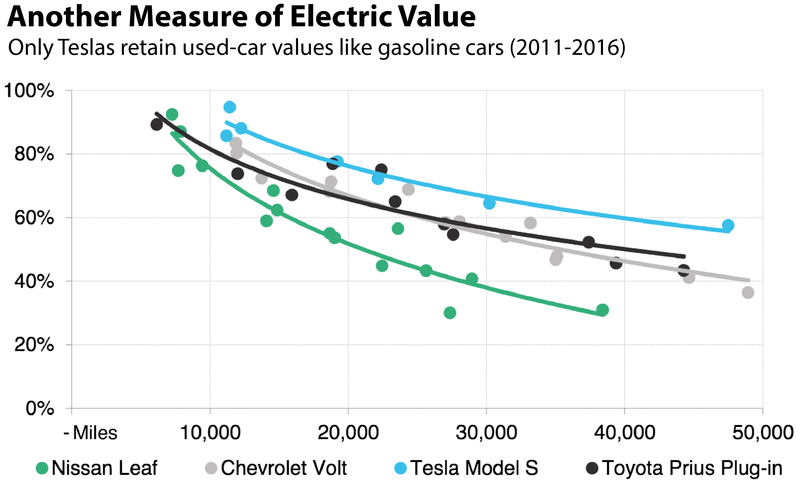 Another Measure of Electric Value
Only Teslas retain used-car values like gasoline cars (2011-2016)
100%
80%
60%
40%
20%
0%
- Miles 10,000 20,000 30,000 40,000 50,000
Nissan Leaf Chevrolet Volt Tesla Model S Toyota Prius Plug-in